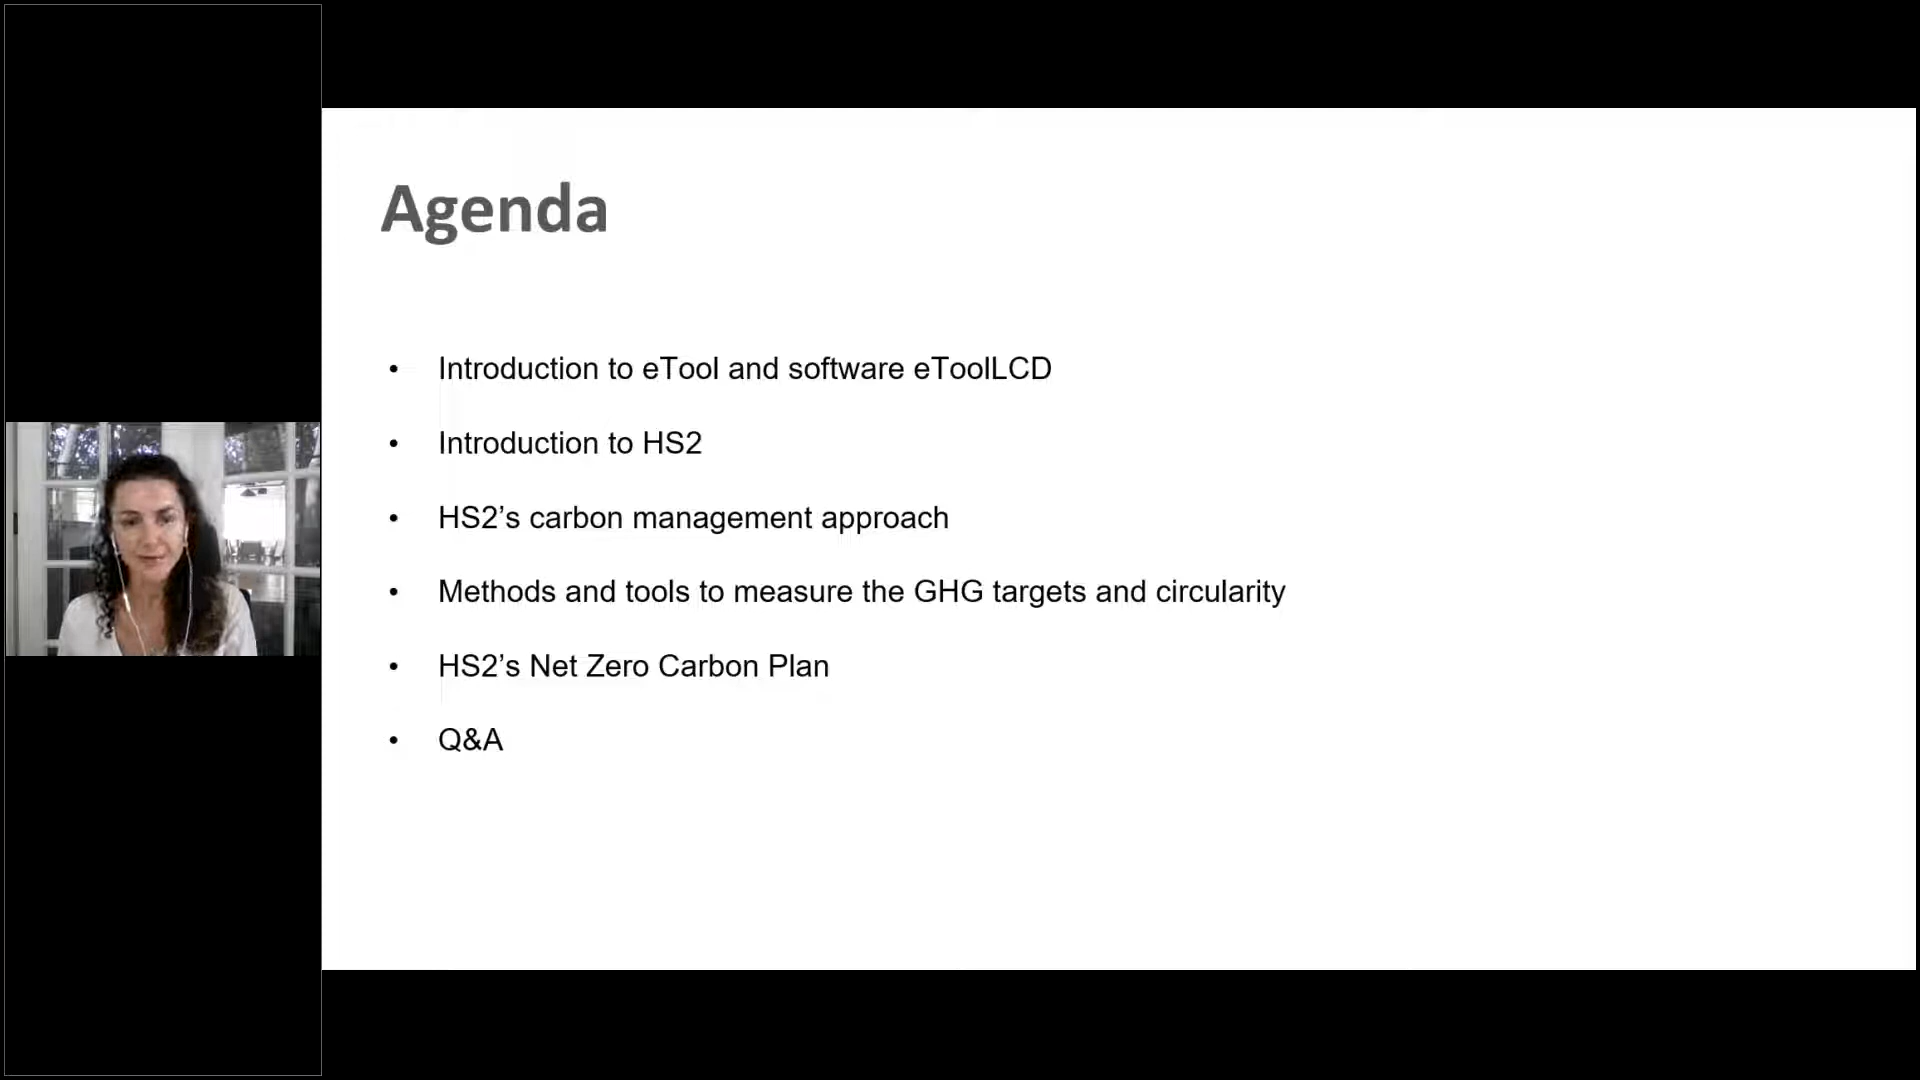 Agenda
• Introduction to eTool and software eToolLCD
• Introduction to HS2
• HS2’s carbon management approach
• Methods and tools to measure the GHG targets and circularity
• HS2’s Net Zero Carbon Plan
• Q&A